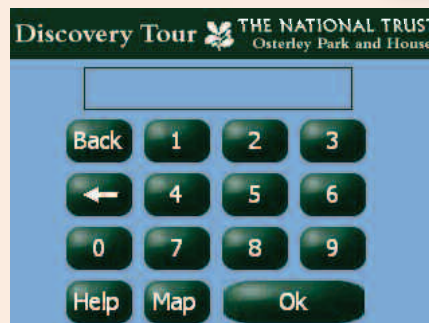 Discovery Tour THE NATIONAL TRUST
Osterley Park and House
Back 1 2 3
4 5 6
0 7 8 9
Help Map Ok